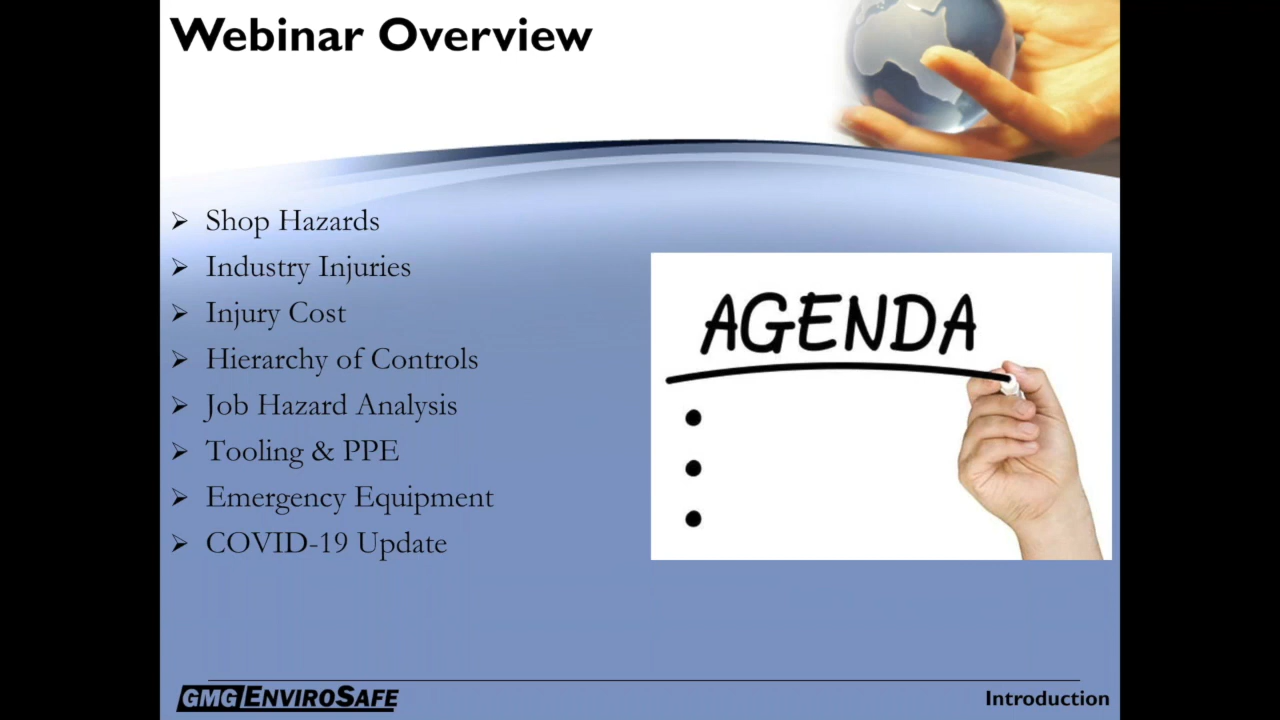 Webinar Overview
Shop Hazards
Industry Injuries
Injury Cost
Hierarchy of Controls
Job Hazard Analysis
Tooling & PPE
Emergency Equipment
COVID-19 Update
AGENDA
GMG ENVIROSAFE
Introduction